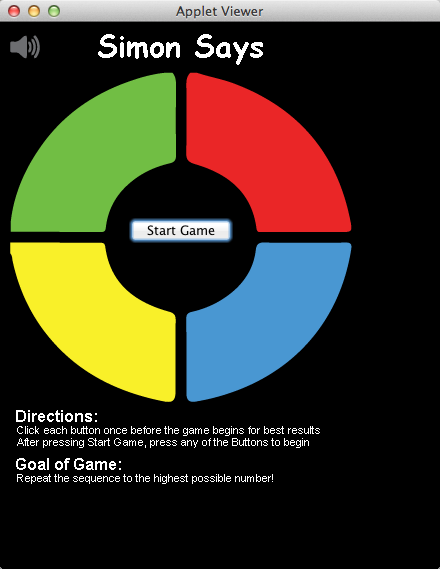 Applet Viewer
Simon Says
Start Game
Directions:
Click each button once before the game begins for best results
After pressing Start Game, press any of the Buttons to begin
Goal of Game:
Repeat the sequence to the highest possible number!